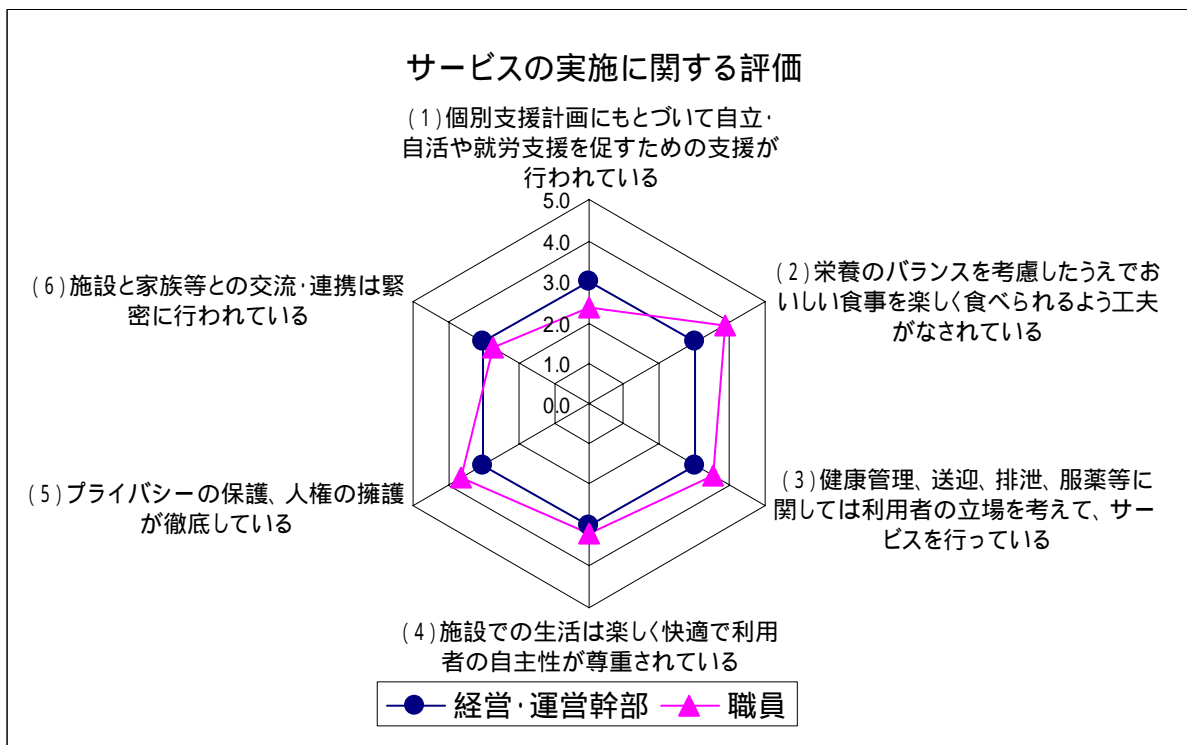 サービスの実施に関する評価
(1)個別支援計画にもとづいて自立・
自活や就労支援を促すための支援が
行われている
5.0
4.0
3.0
2.0
1.0
0.0
(2)栄養のバランスを考慮したうえでお
いしい食事を楽しく食べられるよう工夫
がなされている
(3)健康管理、送迎、排泄、服薬等に
関しては利用者の立場を考えて、サー
ビスを行っている
(4)施設での生活は楽しく快適で利用
者の自主性が尊重されている
(5)プライバシーの保護、人権の擁護
が徹底している
(6)施設と家族等との交流・連携は緊
密に行われている
経営・運営幹部
職員